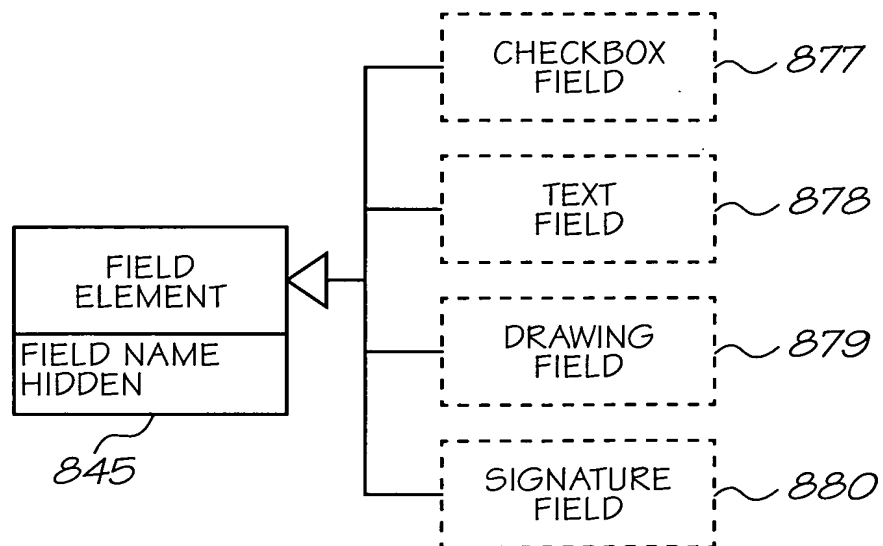 CHECKBOX
FIELD
877
TEXT
FIELD
878
FIELD
ELEMENT
FIELD NAME
HIDDEN
845
DRAWING
FIELD
879
SIGNATURE
FIELD
880